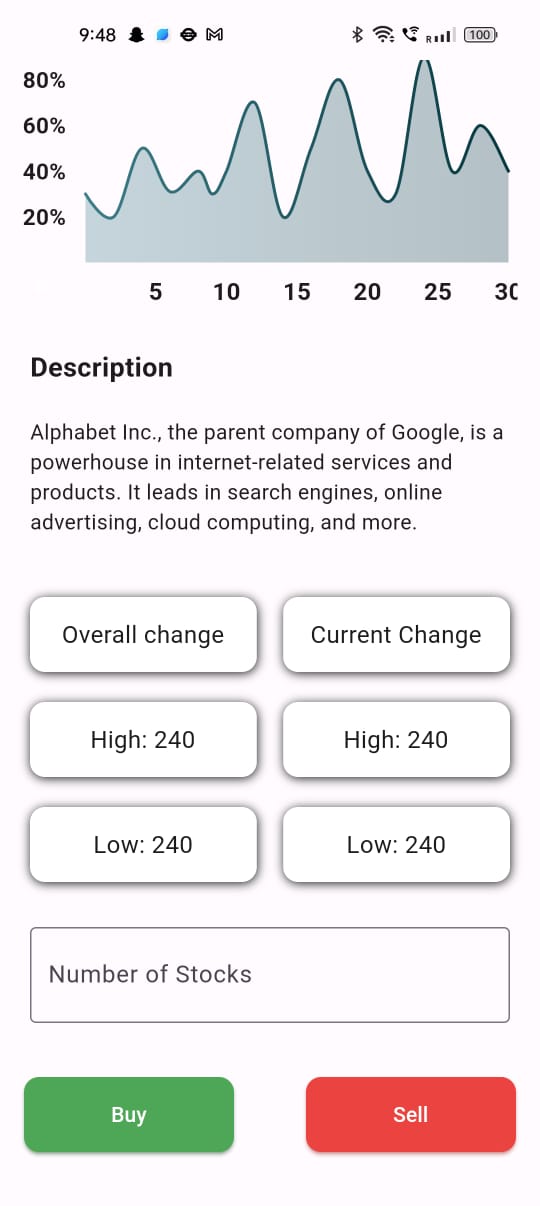 9:48
R
100
80%
60%
40%
20%
5 10 15 20 25 30
Description
Alphabet Inc., the parent company of Google, is a
powerhouse in internet-related services and
products. It leads in search engines, online
advertising, cloud computing, and more.
Overall change Current Change
High: 240 High: 240
Low: 240 Low: 240
Number of Stocks
Buy Sell